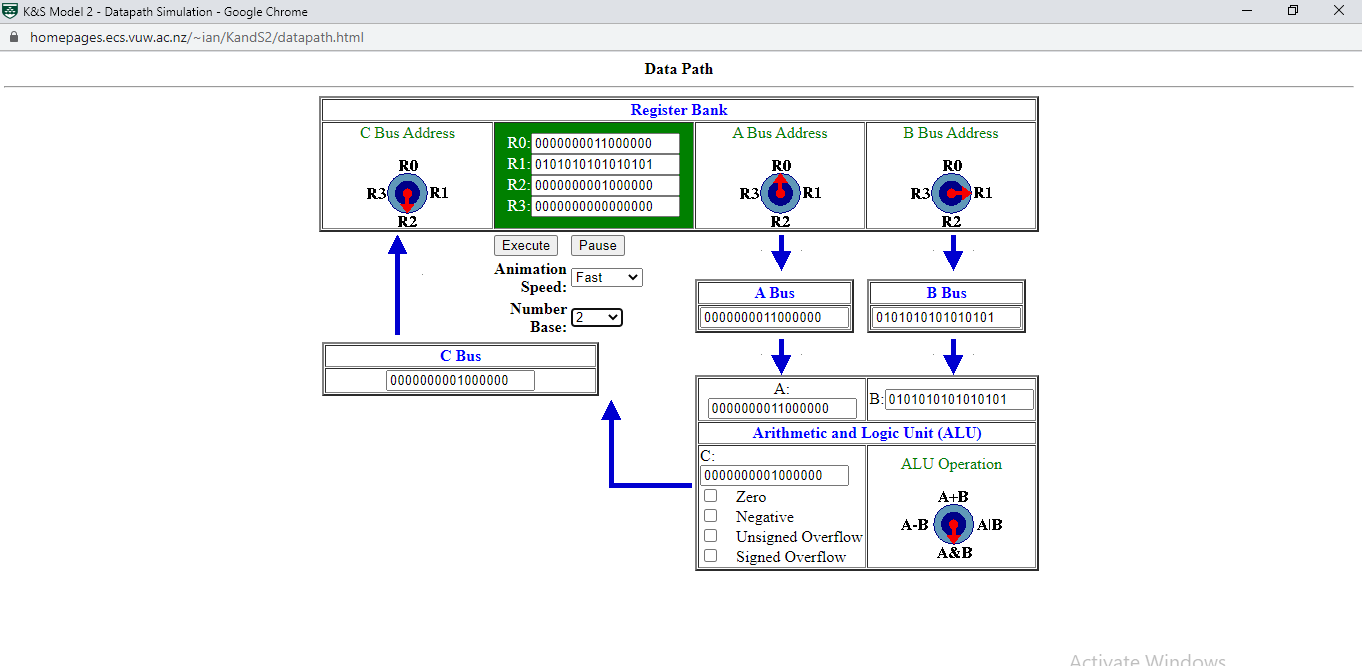 K&S Model 2 - Datapath Simulation - Google Chrome
homepages.ecs.vuw.ac.nz/~ian/KandS2/datapath.html
Data Path
Register Bank
C Bus Address
R0
R3 R1
R2
R0: 0000000011000000
R1: 0101010101010101
R2: 0000000001000000
R3: 0000000000000000
A Bus Address
R0
R3 R1
R2
B Bus Address
R0
R3 R1
R2
Execute Pause
Animation Speed: Fast
Number Base: 2
A Bus
0000000011000000
B Bus
0101010101010101
C Bus
0000000001000000
A:
0000000011000000
B: 0101010101010101
Arithmetic and Logic Unit (ALU)
C:
0000000001000000
Zero
Negative
Unsigned Overflow
Signed Overflow
ALU Operation
A+B
A-B A|B
A&B
Activate Windows